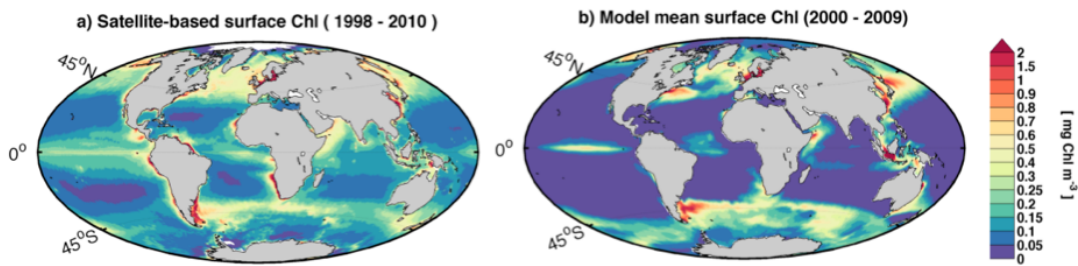 a) Satellite-based surface Chl ( 1998 - 2010 )
b) Model mean surface Chl (2000 - 2009)
45°N
0°
45°S
45°N
0°
45°S
2
1.5
1
0.9
0.8
0.7
0.6
0.5
0.4
0.3
0.25
0.2
0.15
0.1
0.05
0
[ mg Chl m⁻³ ]